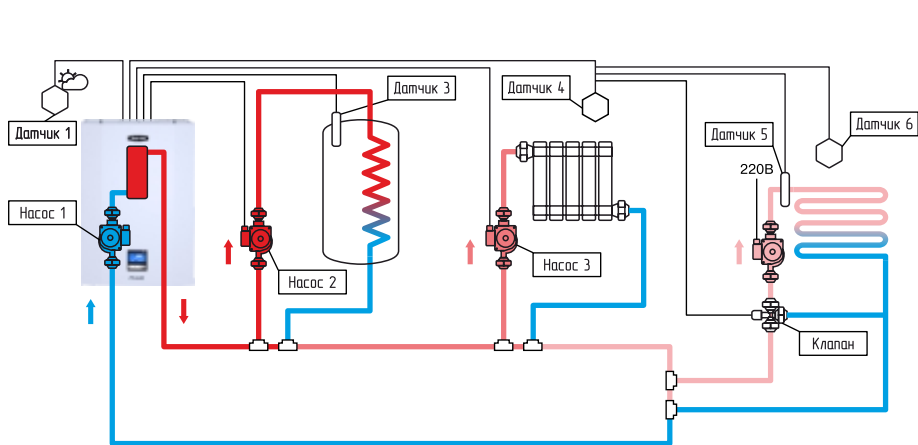 Датчик 1
Датчик 3
Датчик 4
Датчик 5
Датчик 6
220В
Насос 1
Насос 2
Насос 3
Клапан